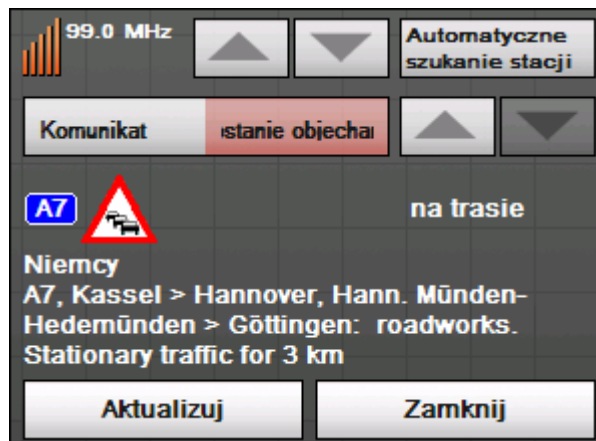 99.0 MHz
Automatyczne
szukanie stacji
Komunikat
stanie objechar
A7
na trasie
Niemcy
A7, Kassel > Hannover, Hann. Münden-
Hedemünden > Göttingen: roadworks.
Stationary traffic for 3 km
Aktualizuj
Zamknij